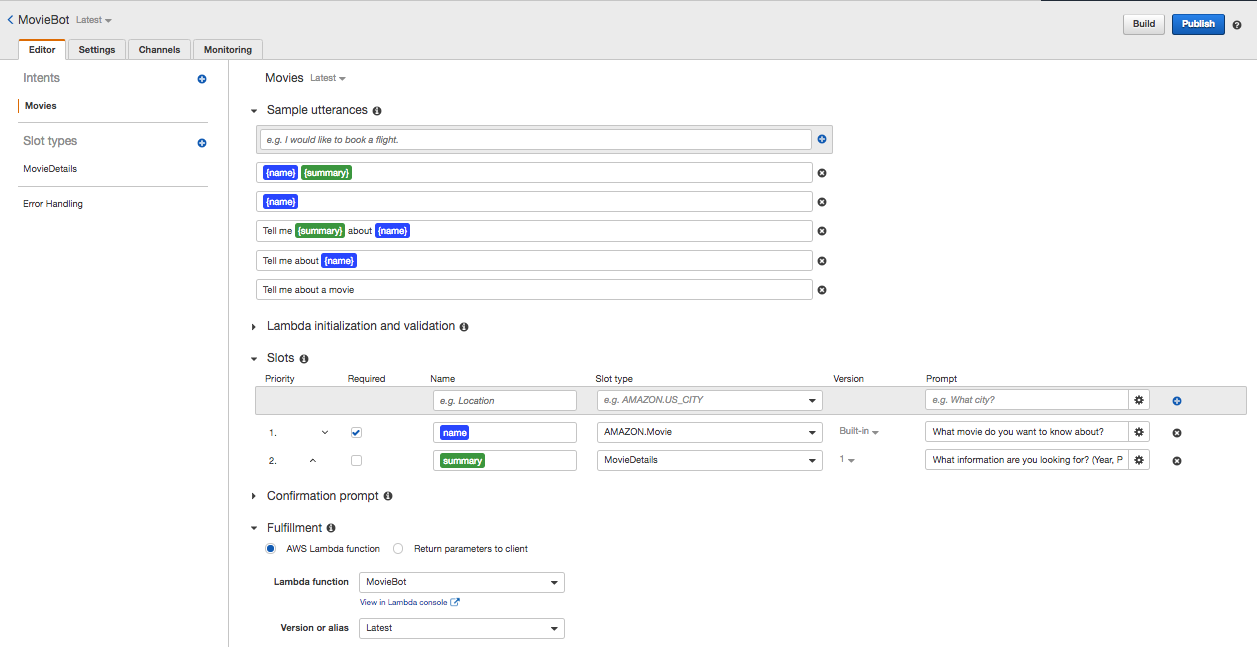 MovieBot Latest
Build Publish
Editor Settings Channels Monitoring
Intents
Movies
Slot types
MovieDetails
Error Handling
Movies Latest
Sample utterances
e.g. I would like to book a flight.
{name} {summary}
{name}
Tell me {summary} about {name}
Tell me about {name}
Tell me about a movie
Lambda initialization and validation
Slots
Priority Required Name Slot type Version Prompt
e.g. Location e.g. AMAZON.US_CITY e.g. What city?
1. name AMAZON.Movie Built-in What movie do you want to know about?
2. summary MovieDetails 1 What information are you looking for? (Year, P
Confirmation prompt
Fulfillment
AWS Lambda function Return parameters to client
Lambda function MovieBot
View in Lambda console
Version or alias Latest